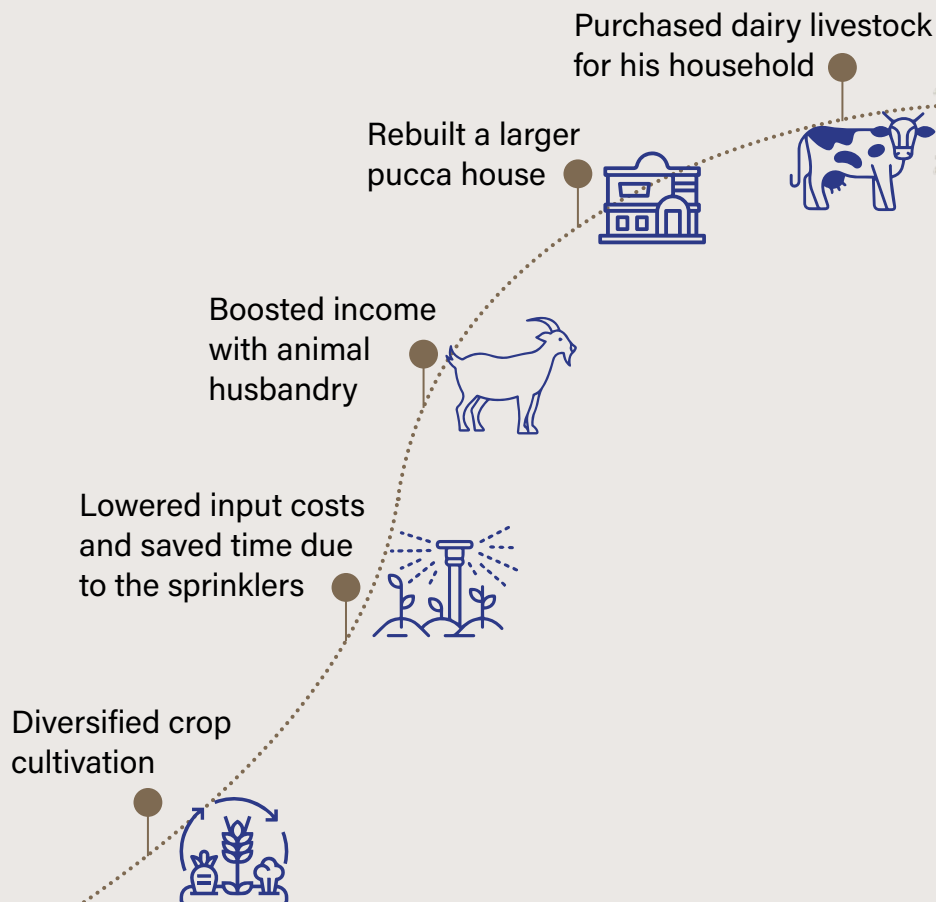 Purchased dairy livestock
for his household
Rebuilt a larger
pucca house
Boosted income
with animal
husbandry
Lowered input costs
and saved time due
to the sprinklers
Diversified crop
cultivation